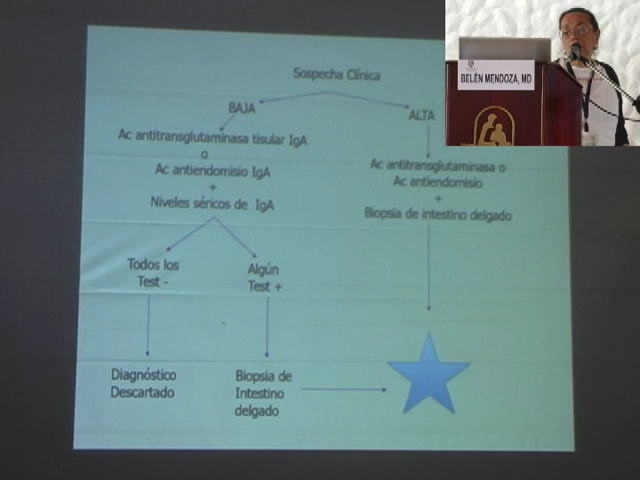 BELÉN MENDOZA, MD
Sospecha Clínica
BAJA
ALTA
Ac antitransglutaminasa tisular IgA
o
Ac antiendomisio IgA
+
Niveles séricos de IgA
Ac antitransglutaminasa o
Ac antiendomisio
+
Biopsia de intestino delgado
Todos los
Test -
Algún
Test +
Diagnóstico
Descartado
Biopsia de
Intestino
delgado